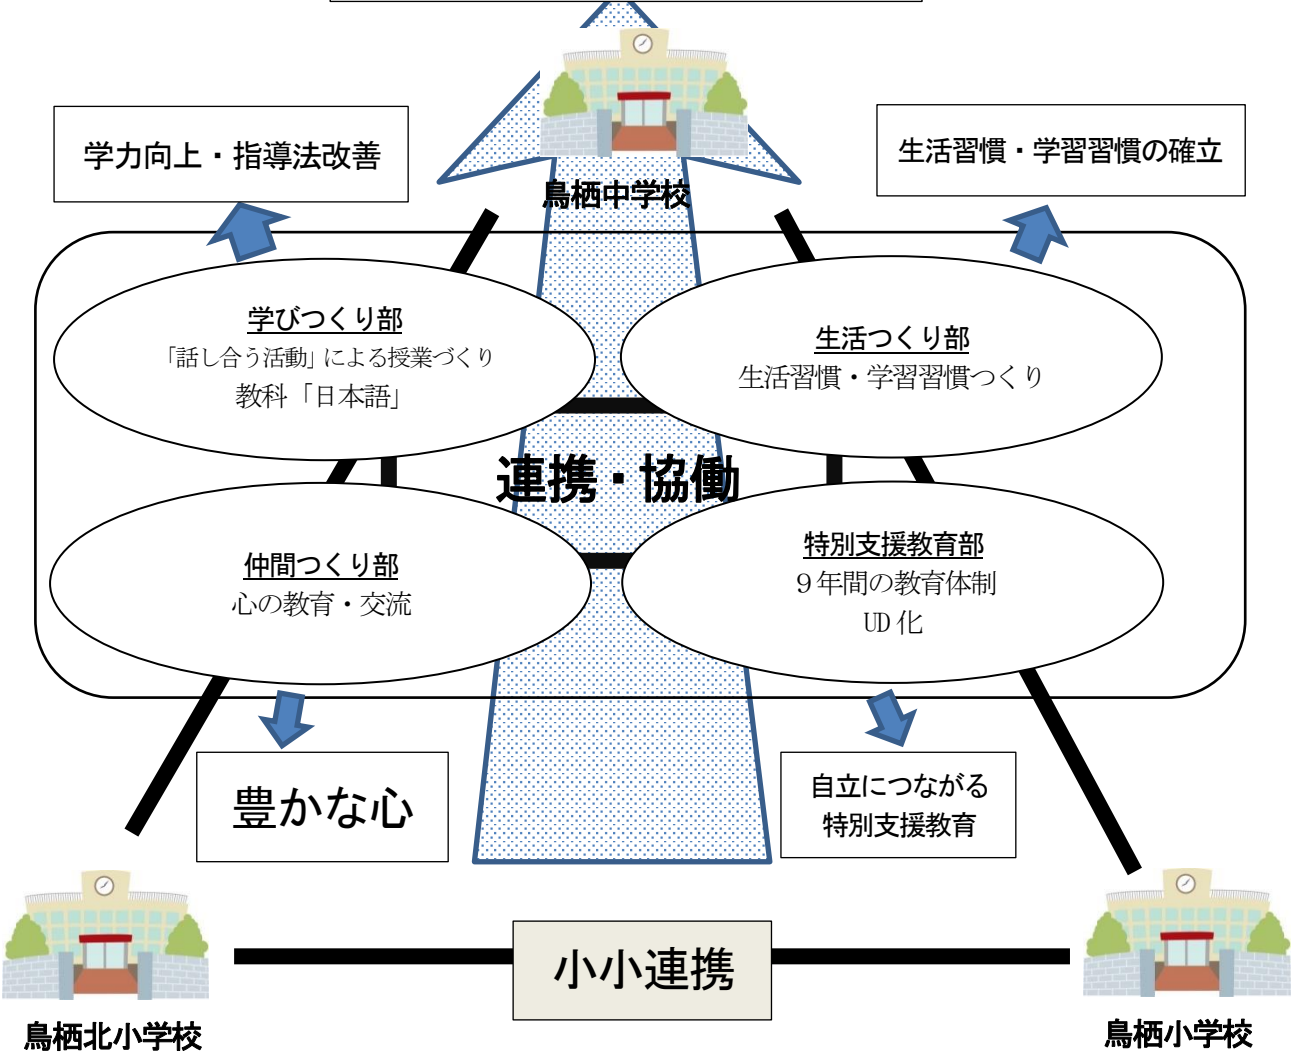 学力向上・指導法改善
生活習慣・学習習慣の確立
鳥栖中学校
学びつくり部
「話し合う活動」による授業づくり
教科「日本語」
生活つくり部
生活習慣・学習習慣つくり
連携・協働
仲間つくり部
心の教育・交流
特別支援教育部
９年間の教育体制
UD 化
豊かな心
自立につながる
特別支援教育
小小連携
鳥栖北小学校
鳥栖小学校